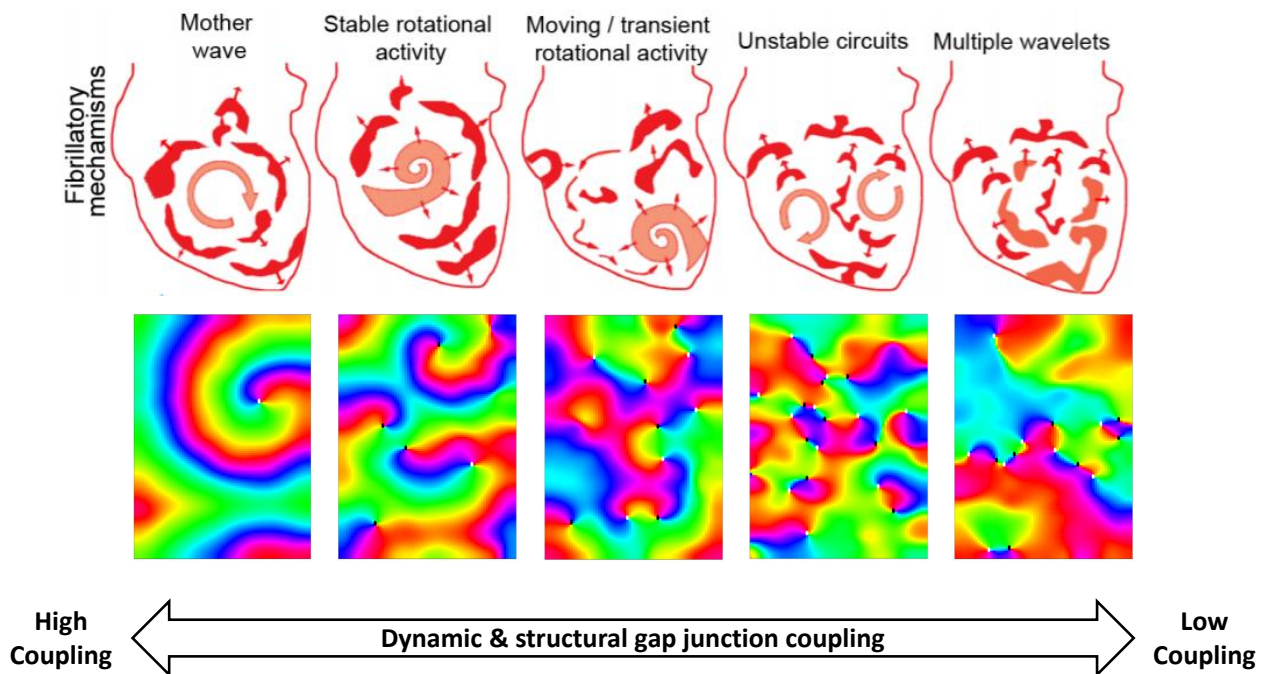 Mother
wave
Stable rotational
activity
Moving / transient
rotational activity
Unstable circuits
Multiple wavelets
Fibrillatory
mechamisms
High
Coupling
Dynamic & structural gap junction coupling
Low
Coupling